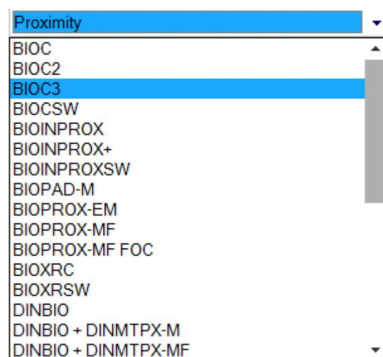 Proximity
BIOC
BIOC2
BIOC3
BIOCSW
BIOINPROX
BIOINPROX+
BIOINPROXSW
BIOPAD-M
BIOPROX-EM
BIOPROX-MF
BIOPROX-MF FOC
BIOXRC
BIOXRSW
DINBIO
DINBIO + DINMTPX-M
DINBIO + DINMTPX-MF